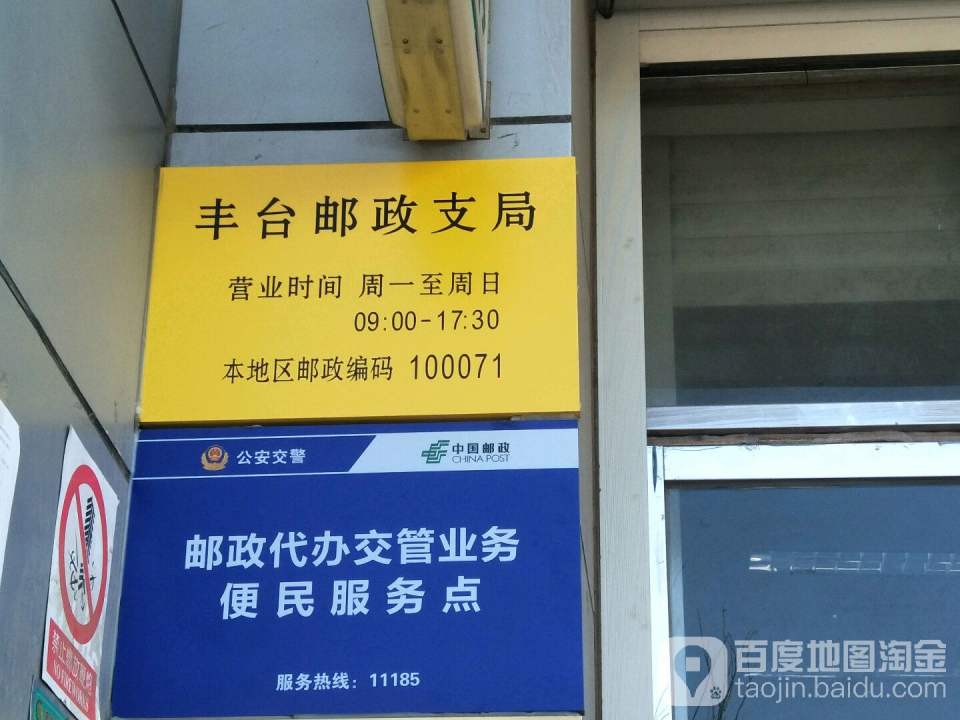 丰台邮政支局
营业时间 周一至周日
09:00-17:30
本地区邮政编码 100071
公安交警
中国邮政
CHINA POST
邮政代办交管业务
便民服务点
服务热线：11185
百度地图淘金
taojin.baidu.com